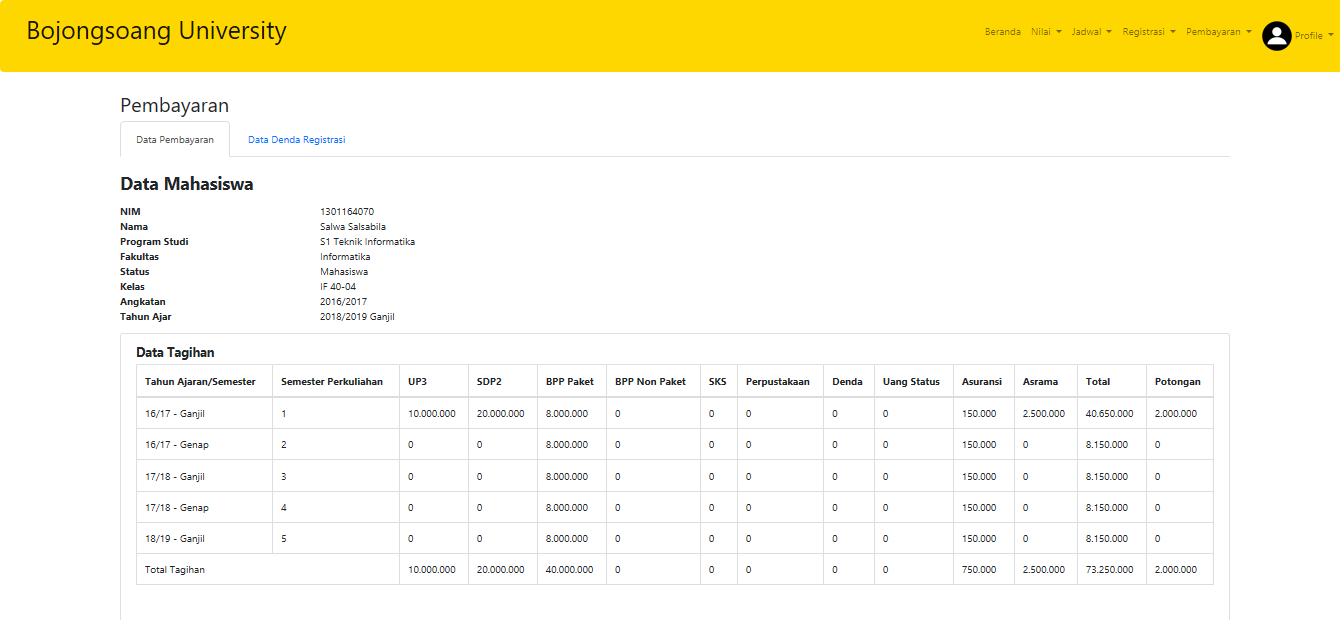 Bojongsoang University
Beranda Nilai Jadwal Registrasi Pembayaran Profile
Pembayaran
Data Pembayaran Data Denda Registrasi
Data Mahasiswa
NIM 1301164070
Nama Salwa Salsabila
Program Studi S1 Teknik Informatika
Fakultas Informatika
Status Mahasiswa
Kelas IF 40-04
Angkatan 2016/2017
Tahun Ajar 2018/2019 Ganjil
Data Tagihan
Tahun Ajaran/Semester Semester Perkuliahan UP3 SDP2 BPP Paket BPP Non Paket SKS Perpustakaan Denda Uang Status Asuransi Asrama Total Potongan
16/17 - Ganjil 1 10.000.000 20.000.000 8.000.000 0 0 0 0 0 150.000 2.500.000 40.650.000 2.000.000
16/17 - Genap 2 0 0 8.000.000 0 0 0 0 0 150.000 0 8.150.000 0
17/18 - Ganjil 3 0 0 8.000.000 0 0 0 0 0 150.000 0 8.150.000 0
17/18 - Genap 4 0 0 8.000.000 0 0 0 0 0 150.000 0 8.150.000 0
18/19 - Ganjil 5 0 0 8.000.000 0 0 0 0 0 150.000 0 8.150.000 0
Total Tagihan 10.000.000 20.000.000 40.000.000 0 0 0 0 0 750.000 2.500.000 73.250.000 2.000.000